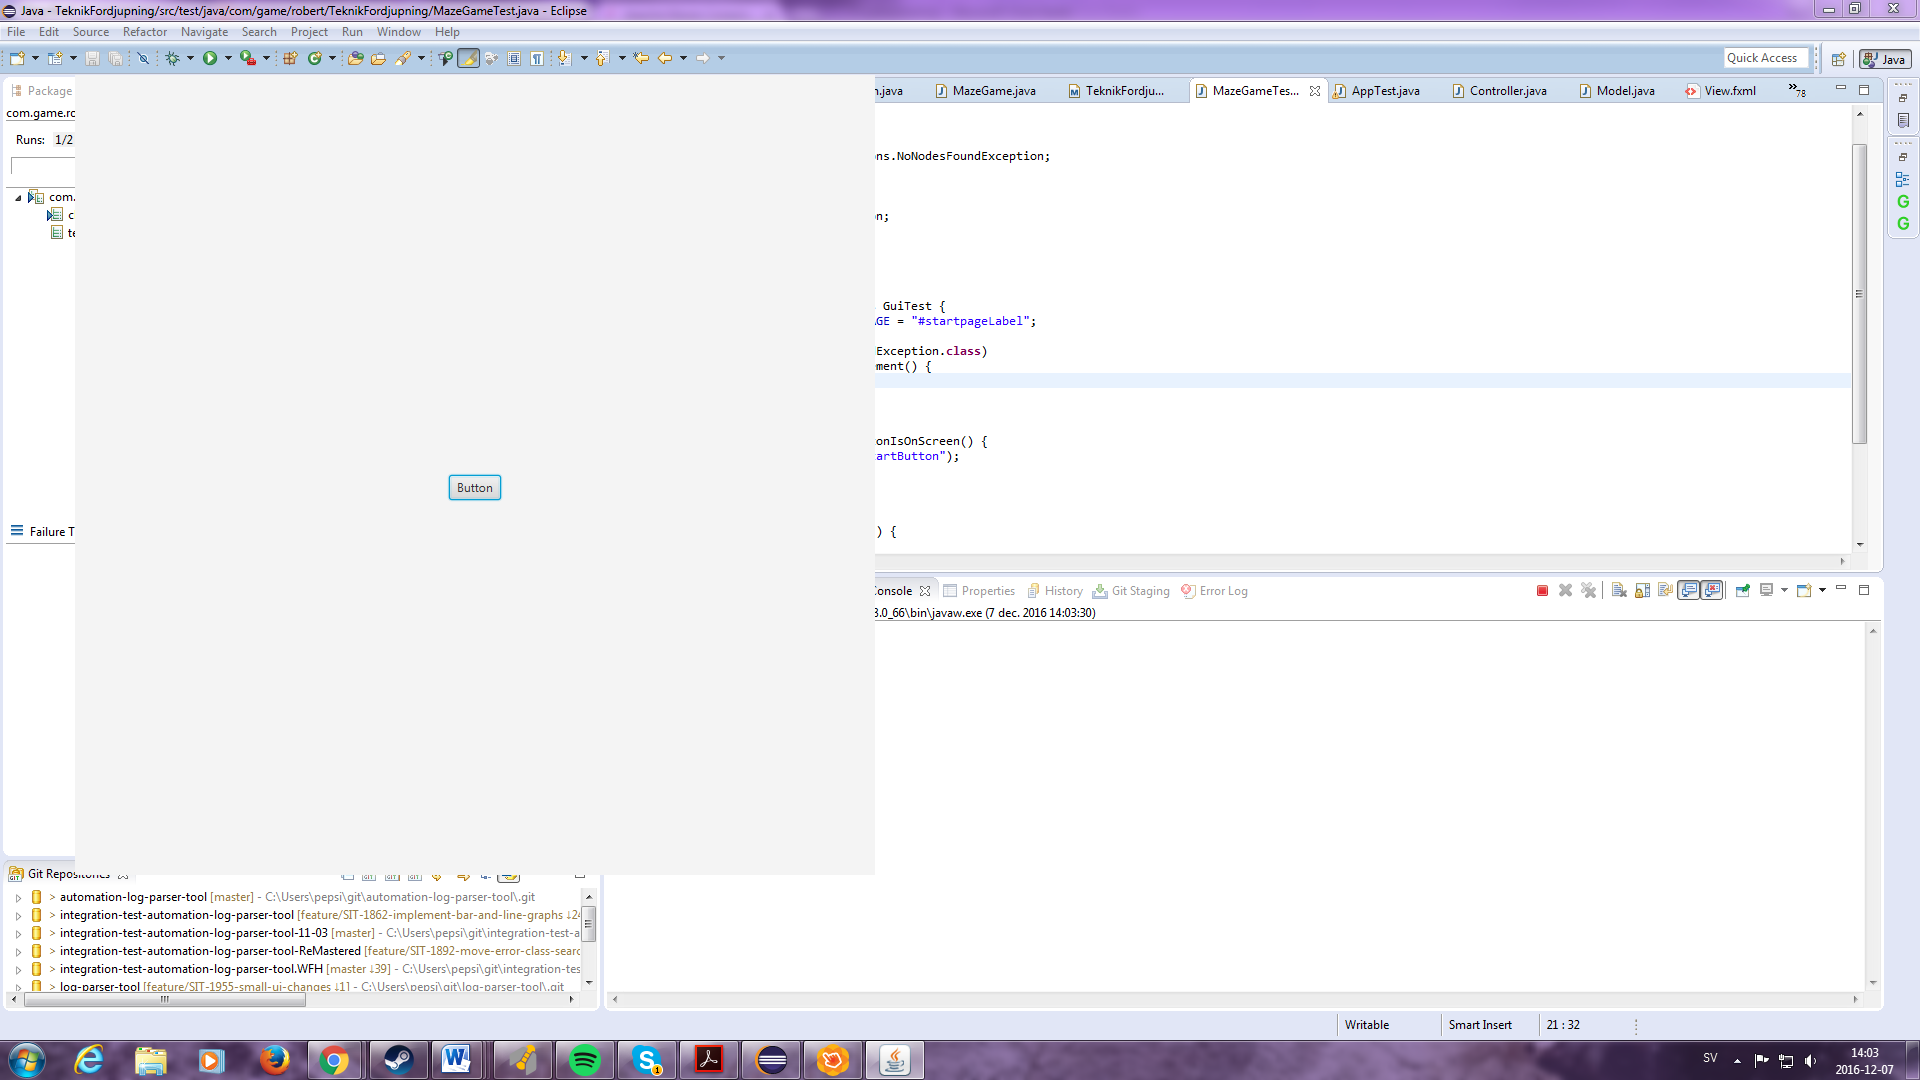 Java - TeknikFordjupning/src/test/java/com/game/robert/TeknikFordjupning/MazeGameTest.java - Eclipse
File Edit Source Refactor Navigate Search Project Run Window Help
Quick Access
Java
Package
n.java
MazeGame.java
TeknikFordju...
MazeGameTes...
AppTest.java
Controller.java
Model.java
View.fxml
»78
com.game.ro
Runs: 1/2
com.
c
te
ns.NoNodesFoundException;
n;
GuiTest {
AGE = "#startpageLabel";
Exception.class)
ment() {
onIsOnScreen() {
artButton");
) {
Button
Failure T
Console
Properties
History
Git Staging
Error Log
8.0_66\bin\javaw.exe (7 dec. 2016 14:03:30)
Git Repositories
> automation-log-parser-tool [master] - C:\Users\pepsi\git\automation-log-parser-tool\.git
> integration-test-automation-log-parser-tool [feature/SIT-1862-implement-bar-and-line-graphs ↓24
> integration-test-automation-log-parser-tool-11-03 [master] - C:\Users\pepsi\git\integration-test-a
> integration-test-automation-log-parser-tool-ReMastered [feature/SIT-1892-move-error-class-searc
> integration-test-automation-log-parser-tool.WFH [master ↓39] - C:\Users\pepsi\git\integration-tes
> log-parser-tool [feature/SIT-1955-small-ui-changes ↓1] - C:\Users\pepsi\git\log-parser-tool\.git
Writable
Smart Insert
21 : 32
SV
14:03
2016-12-07